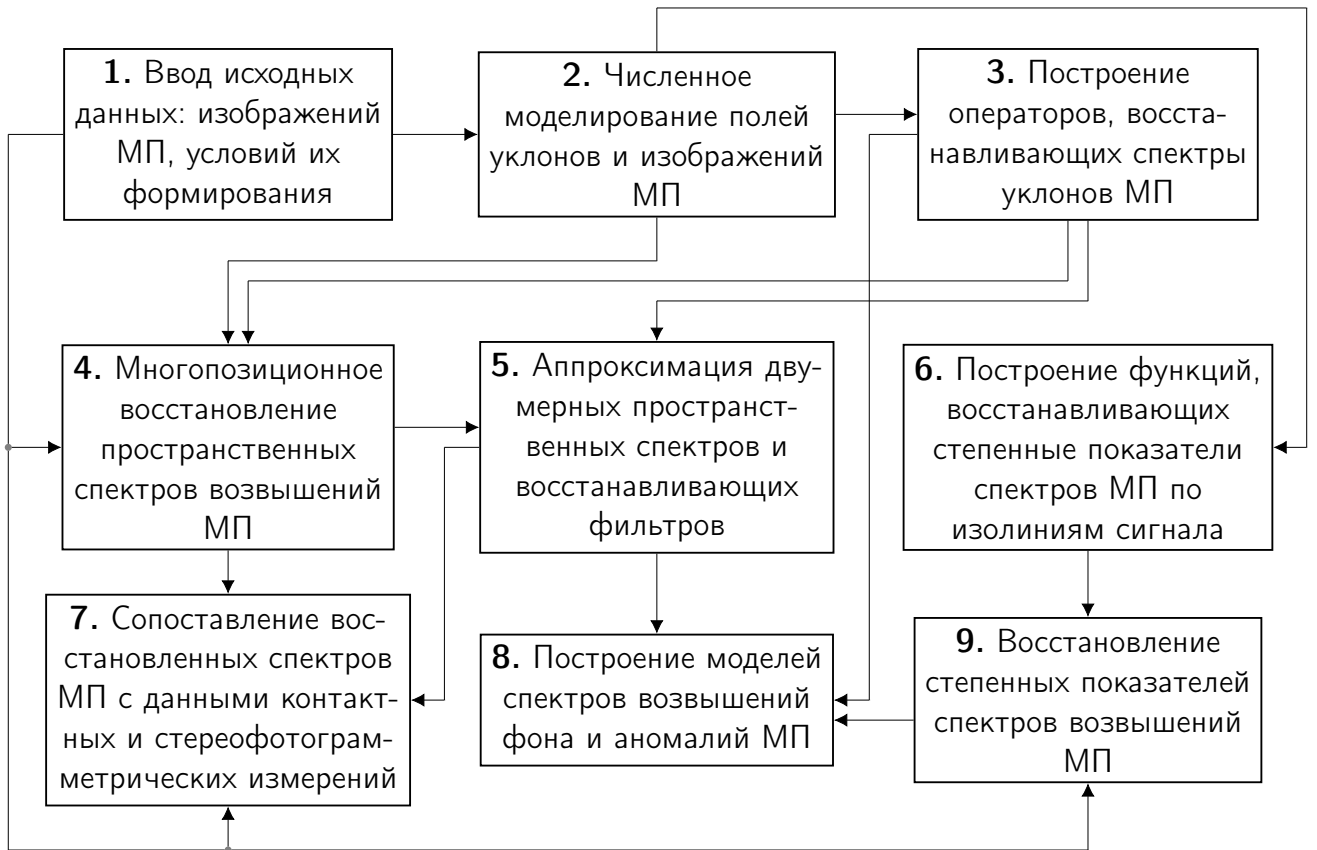 1. Ввод исходных
данных: изображений
МП, условий их
формирования
2. Численное
моделирование полей
уклонов и изображений
МП
3. Построение
операторов, восста-
навливающих спектры
уклонов МП
4. Многопозиционное
восстановление
пространственных
спектров возвышений
МП
5. Аппроксимация дву-
мерных пространст-
венных спектров и
восстанавливающих
фильтров
6. Построение функций,
восстанавливающих
степенные показатели
спектров МП по
изолиниям сигнала
7. Сопоставление вос-
становленных спектров
МП с данными контакт-
ных и стереофотограм-
метрических измерений
8. Построение моделей
спектров возвышений
фона и аномалий МП
9. Восстановление
степенных показателей
спектров возвышений
МП